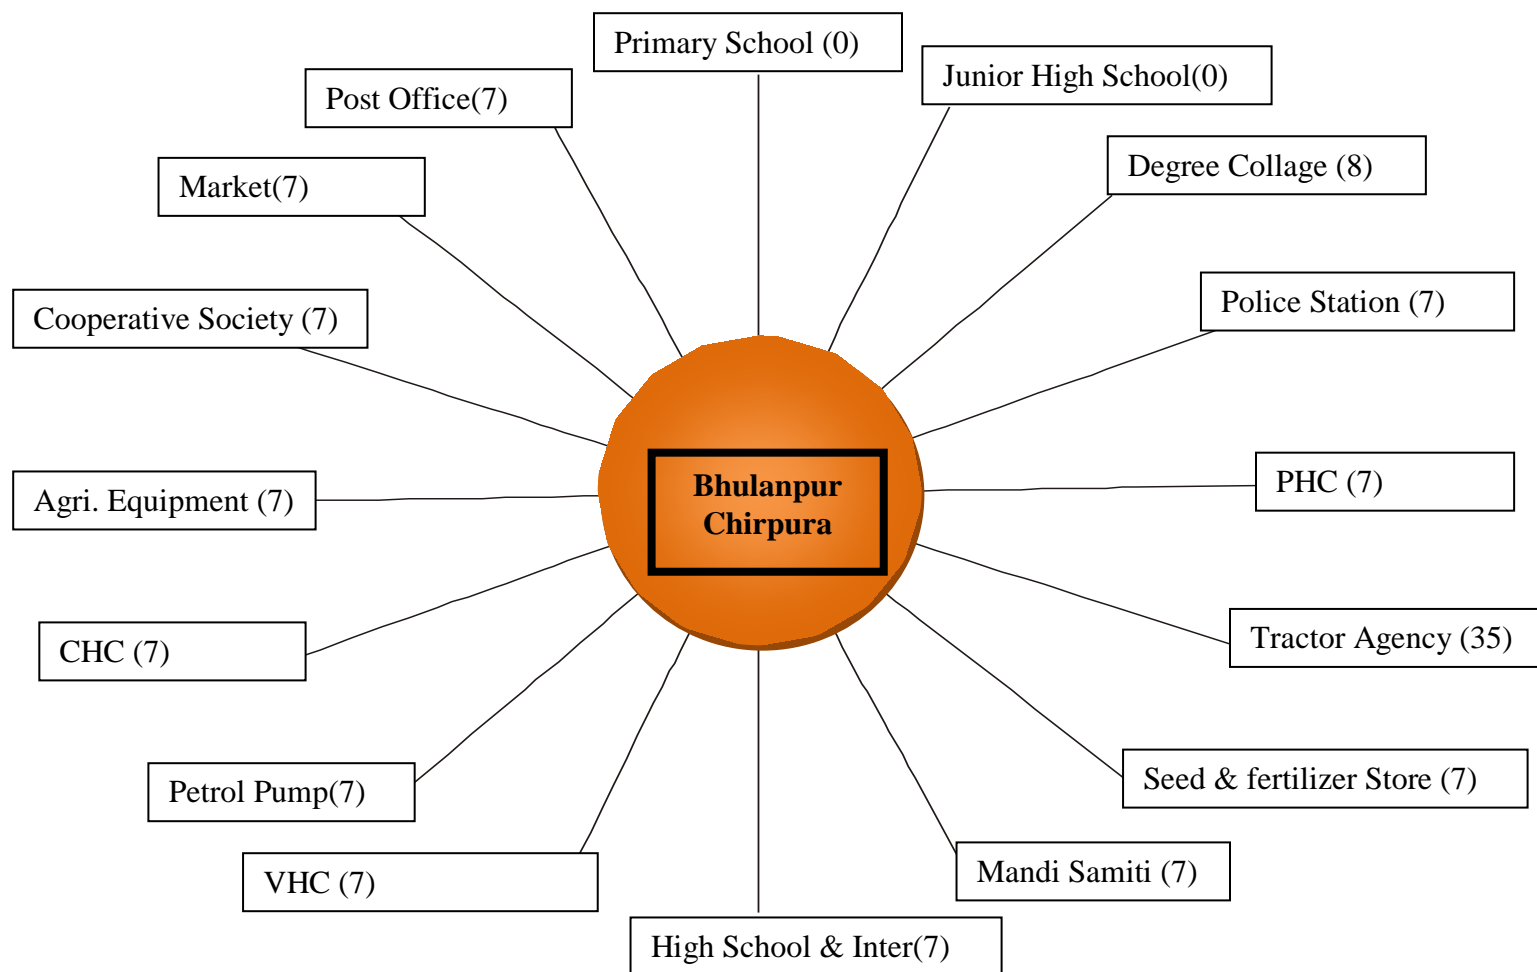 Primary School (0)
Junior High School(0)
Post Office(7)
Degree Collage (8)
Market(7)
Police Station (7)
Cooperative Society (7)
PHC (7)
Agri. Equipment (7)
Bhulanpur
Chirpura
CHC (7)
Tractor Agency (35)
Petrol Pump(7)
Seed & fertilizer Store (7)
VHC (7)
Mandi Samiti (7)
High School & Inter(7)